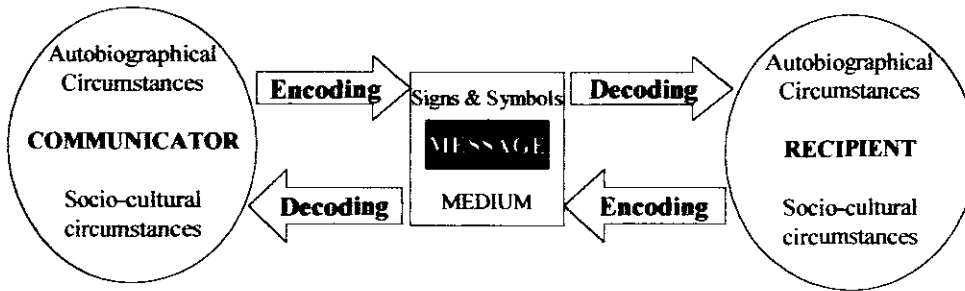 Autobiographical
Circumstances
COMMUNICATOR
Socio-cultural
circumstances
Encoding
Decoding
Signs & Symbols
MESSAGE
MEDIUM
Decoding
Encoding
Autobiographical
Circumstances
RECIPIENT
Socio-cultural
circumstances